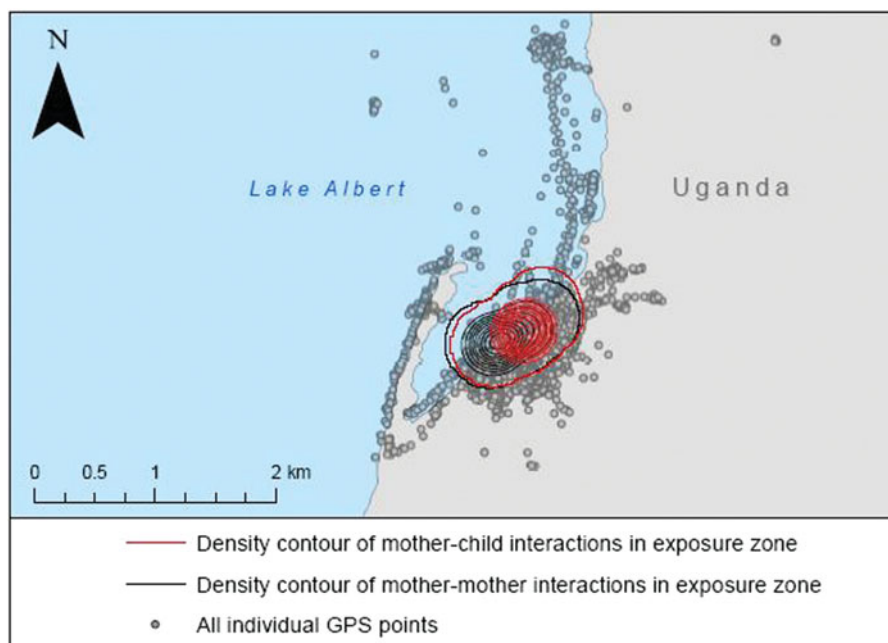 N
Lake Albert
Uganda
0 0.5 1 2 km
Density contour of mother-child interactions in exposure zone
Density contour of mother-mother interactions in exposure zone
All individual GPS points